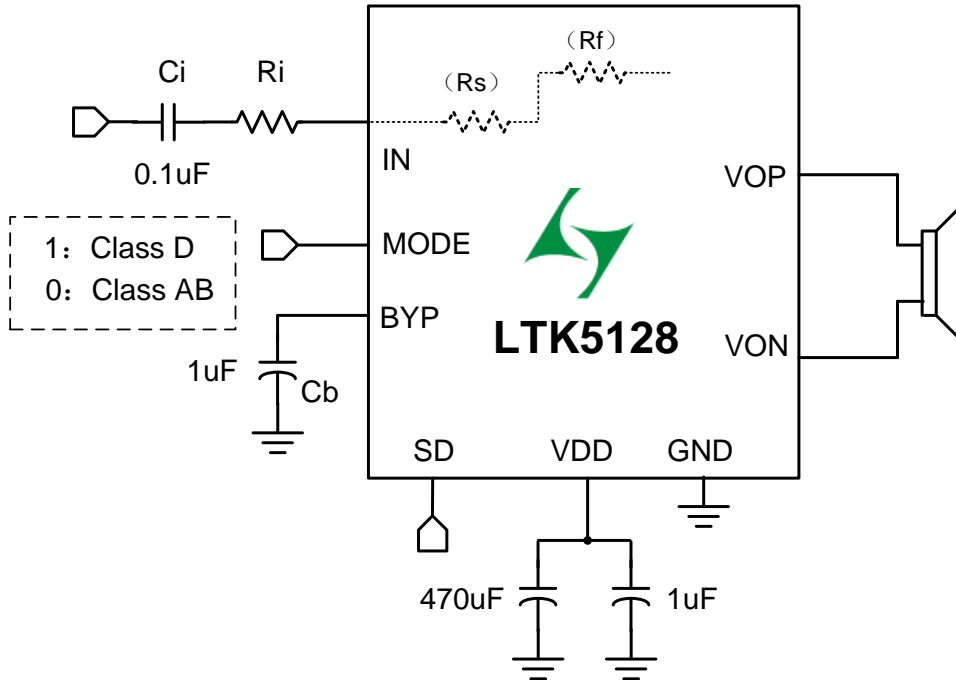 Ci
Ri
（Rs）
（Rf）
0.1uF
IN
1：Class D
0：Class AB
MODE
BYP
1uF
Cb
LTK5128
VOP
VON
SD
VDD
GND
470uF
1uF